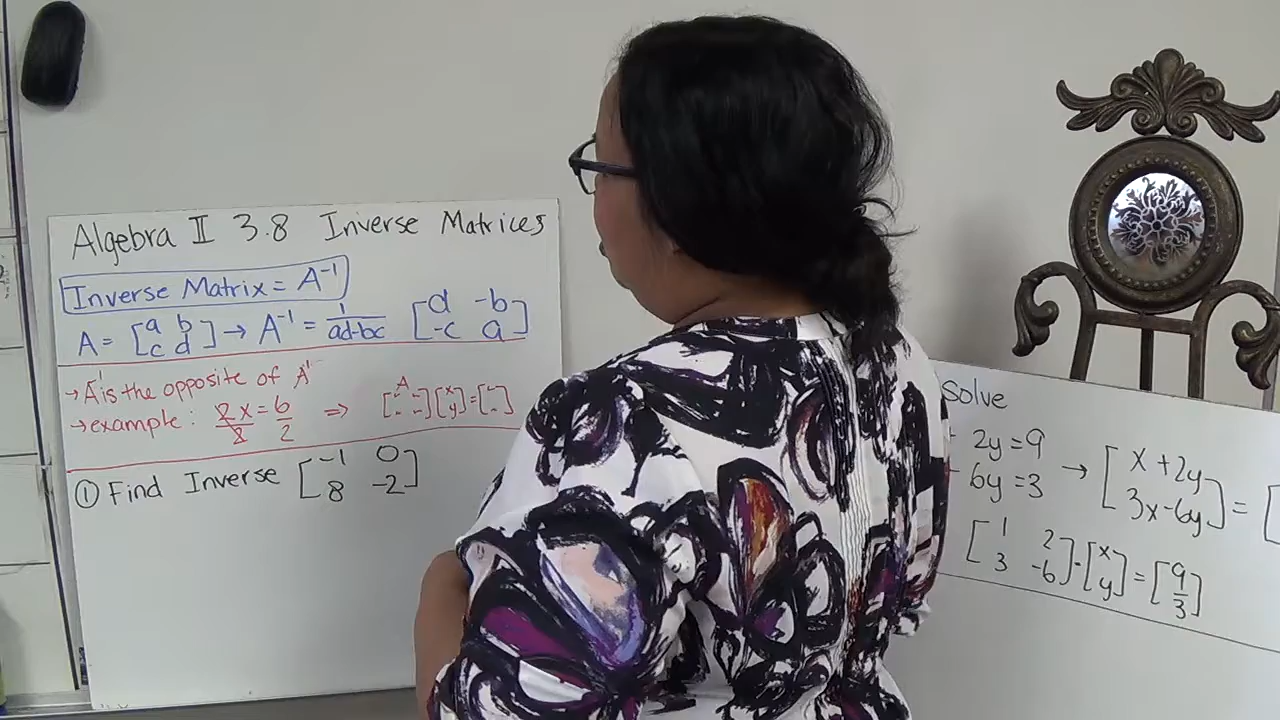 Algebra II 3.8 Inverse Matrices
Inverse Matrix = A⁻¹
A = [a b; c d] → A⁻¹ = 1/(ad-bc) [d -b; -c a]
→ A⁻¹ is the opposite of A¹
→ example: 2x/2 = 6/2 ⇒ A [.. ..; .. ..][x; y] = [..; ..]
① Find Inverse [-1 0; 8 -2]
Solve
2y = 9
6y = 3 → [x + 2y; 3x - 6y] = [
[1 2; 3 -6] · [x; y] = [9; 3]